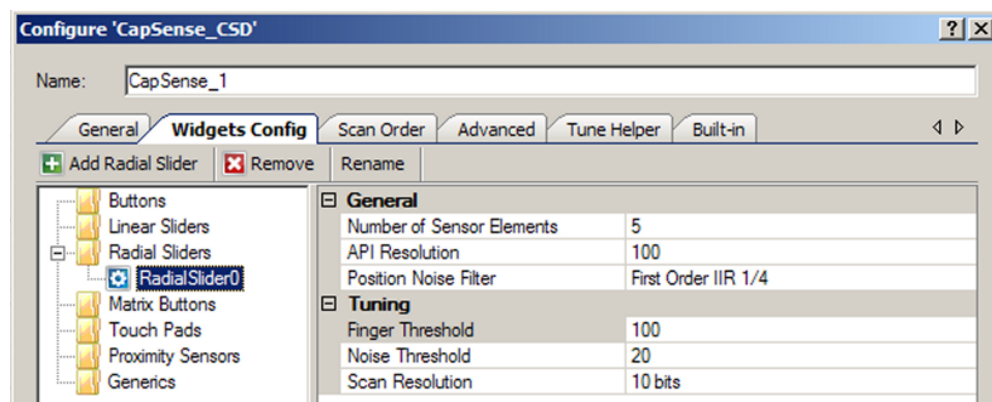 Configure 'CapSense_CSD'
Name: CapSense_1
General Widgets Config Scan Order Advanced Tune Helper Built-in
Add Radial Slider Remove Rename
Buttons
Linear Sliders
Radial Sliders
RadialSlider0
Matrix Buttons
Touch Pads
Proximity Sensors
Generics
General
Number of Sensor Elements 5
API Resolution 100
Position Noise Filter First Order IIR 1/4
Tuning
Finger Threshold 100
Noise Threshold 20
Scan Resolution 10 bits